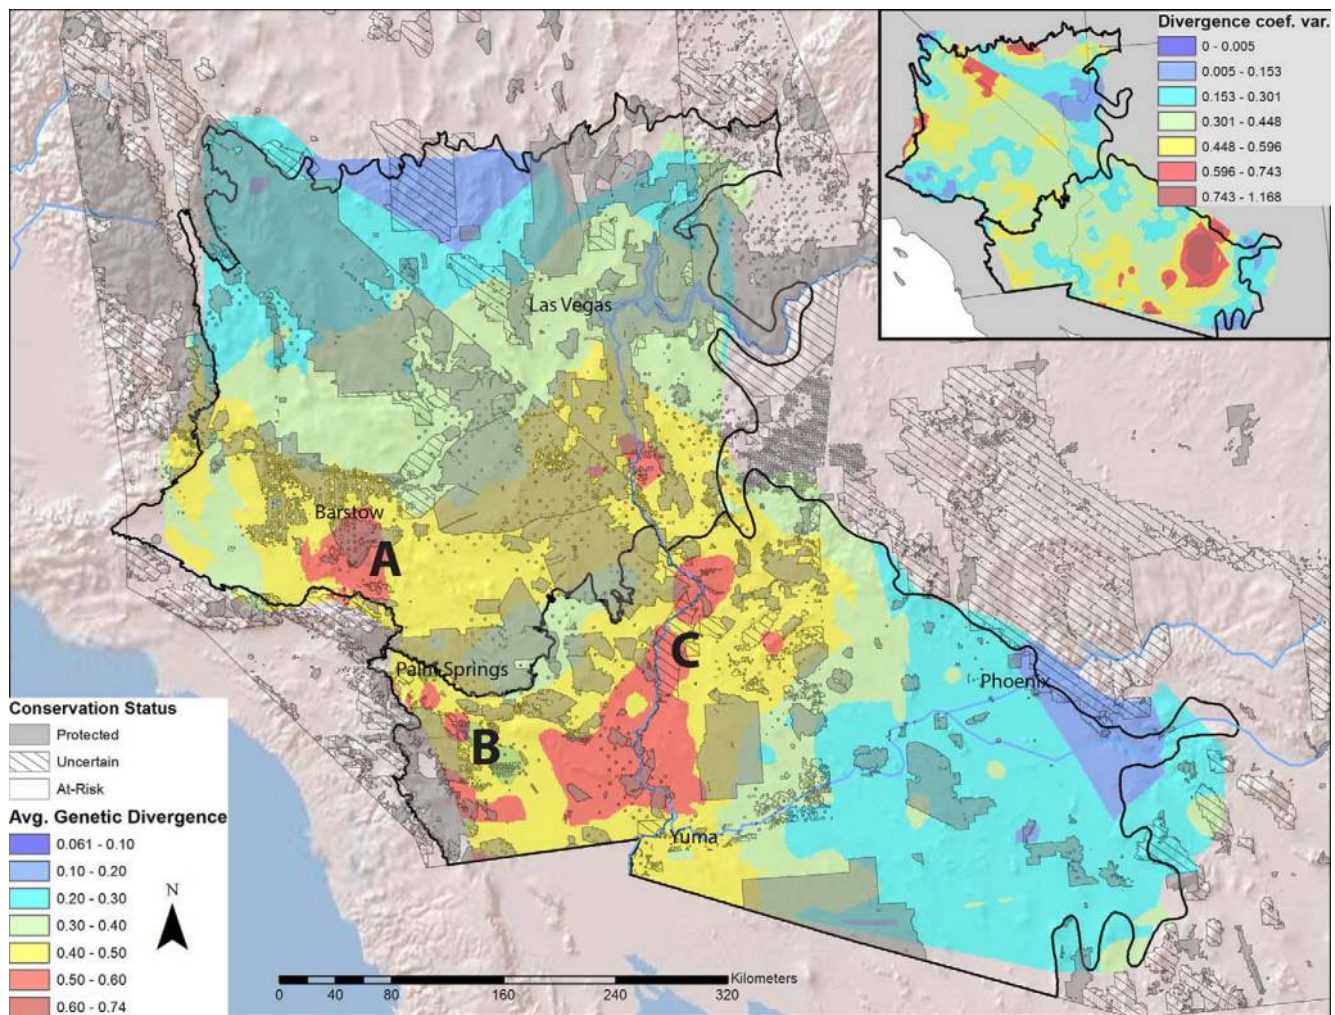 Divergence coef. var.
0 - 0.005
0.005 - 0.153
0.153 - 0.301
0.301 - 0.448
0.448 - 0.596
0.596 - 0.743
0.743 - 1.168
Las Vegas
Barstow
A
C
Palm Springs
Phoenix
B
Yuma
Conservation Status
Protected
Uncertain
At-Risk
Avg. Genetic Divergence
0.061 - 0.10
0.10 - 0.20
0.20 - 0.30
0.30 - 0.40
0.40 - 0.50
0.50 - 0.60
0.60 - 0.74
N
Kilometers
0 40 80 160 240 320